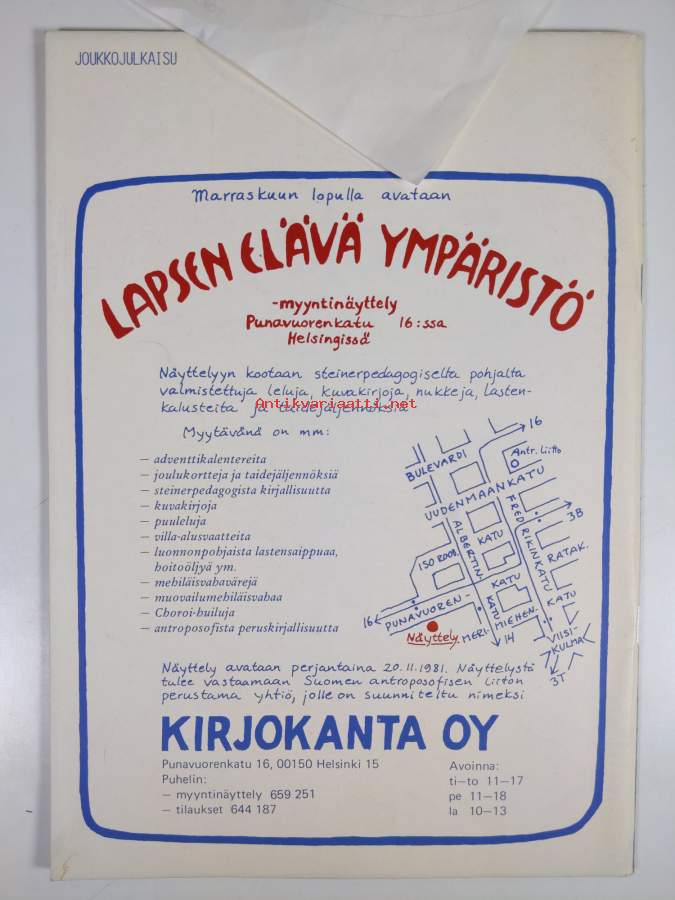 JOUKKOJULKAISU
Marraskuun lopulla avataan
LAPSEN ELÄVÄ YMPÄRISTÖ
-myyntinäyttely
Punavuorenkatu 16:ssa
Helsingissä
Näyttelyyn kootaan steinerpedagogiselta pohjalta
valmistettuja leluja, kuvakirjoja, nukkeja, lasten-
kalusteita ja taidejäljennöksiä
Antikvariaatti.net
Myytävänä on mm:
— adventtikalentereita
— joulukortteja ja taidejäljennöksiä
— steinerpedagogista kirjallisuutta
— kuvakirjoja
— puuleluja
— villa-alusvaatteita
— luonnonpohjaista lastensaippuaa,
hoitoöljyä ym.
— mehiläisvahavärejä
— muovailumehiläisvahaa
— Choroi-huiluja
— antroposofista peruskirjallisuutta
16
BULEVARDI
Antr. liitto
UUDENMAANKATU
3B
FREDRIKINKATU
ALBERTINKATU
KATU
RATAK.
ISO ROOB.
KATU
KATU
16
PUNAVUOREN-
MERI
MIEHEN-
VIISI-
KULMA
Näyttely
14
3T
Näyttely avataan perjantaina 20.11.1981. Näyttelystä
tulee vastaamaan Suomen antroposofisen liiton
perustama yhtiö, jolle on suunniteltu nimeksi
KIRJOKANTA OY
Punavuorenkatu 16, 00150 Helsinki 15
Puhelin:
— myyntinäyttely 659 251
— tilaukset 644 187
Avoinna:
ti—to 11—17
pe 11—18
la 10—13